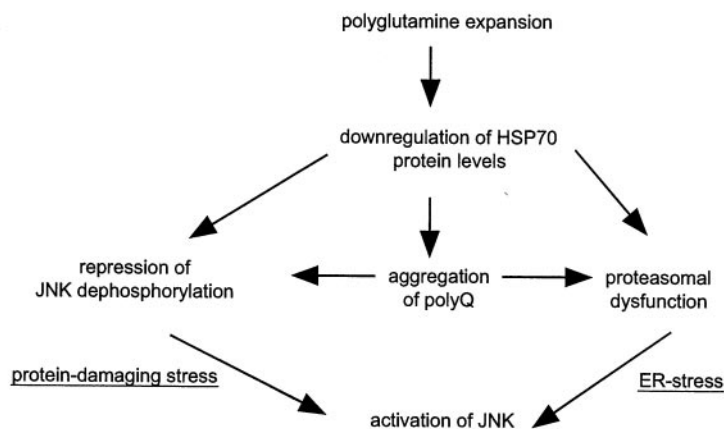 polyglutamine expansion
downregulation of HSP70
protein levels
repression of
JNK dephosphorylation
aggregation
of polyQ
proteasomal
dysfunction
protein-damaging stress
ER-stress
activation of JNK